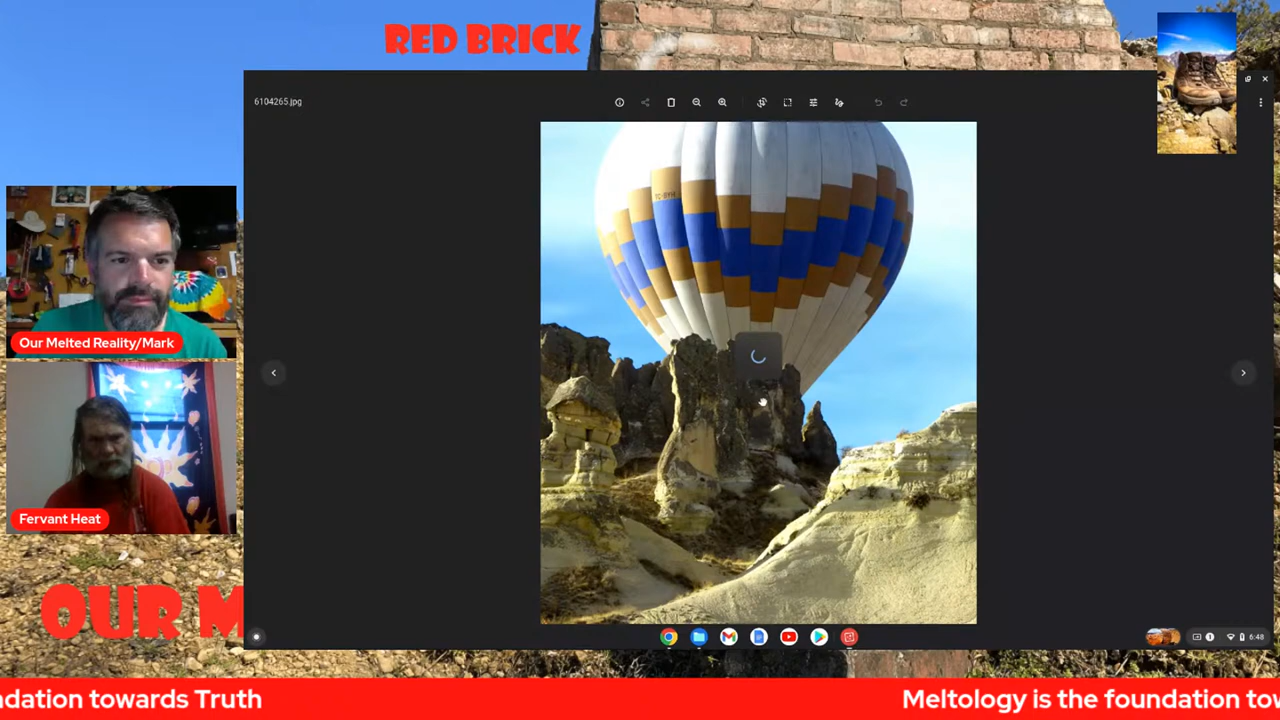 RED BRICK
6104265.jpg
Our Melted Reality/Mark
Fervant Heat
OUR M
6:48
ndation towards Truth
Meltology is the foundation tow